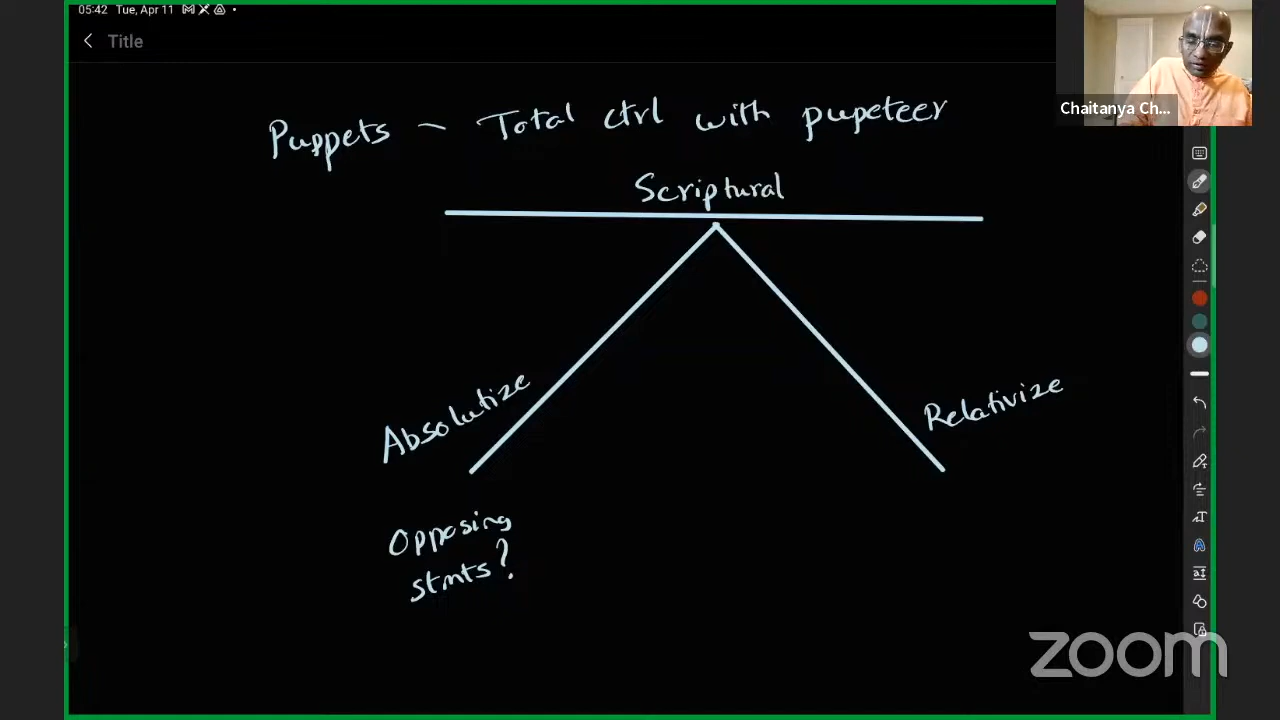 05:42 Tue, Apr 11
Title
Chaitanya Ch...
Puppets - Total ctrl with pupeteer
Scriptural
Absolutize
Relativize
Opposing
stmts?
zoom